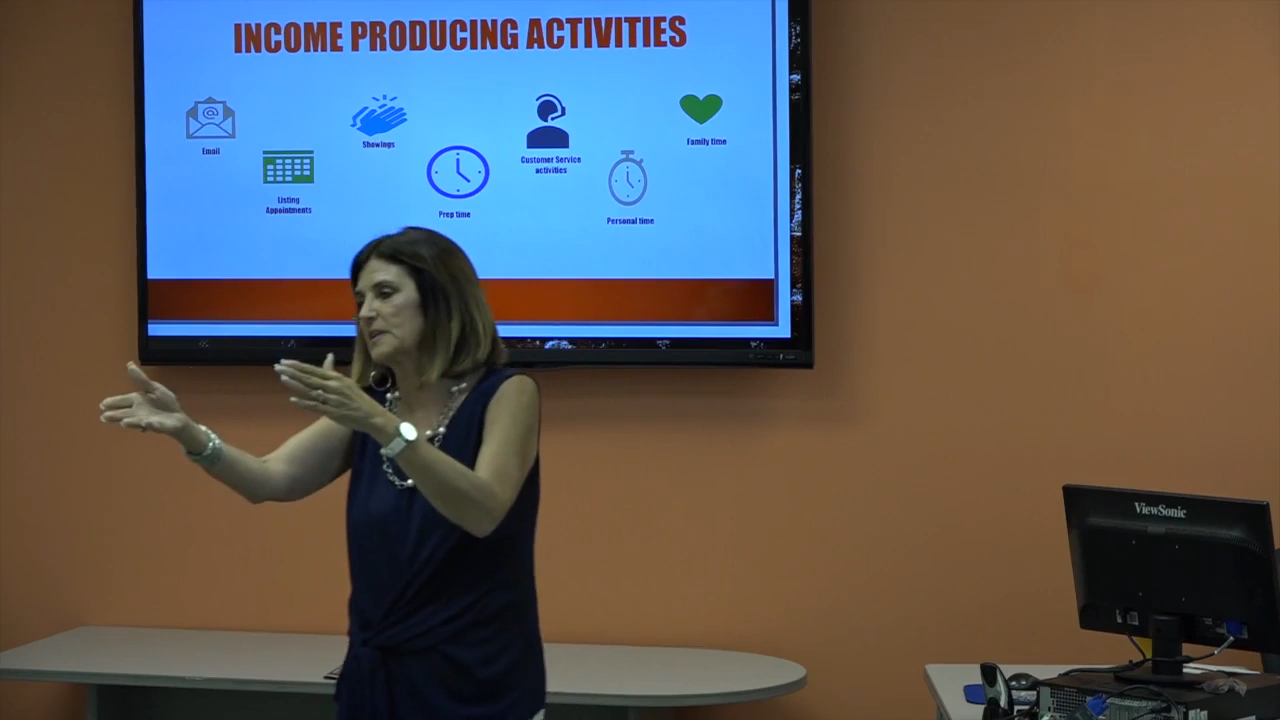 INCOME PRODUCING ACTIVITIES
@
Email
Listing
Appointments
Showings
Prep time
Customer Service
activities
Personal time
Family time
ViewSonic